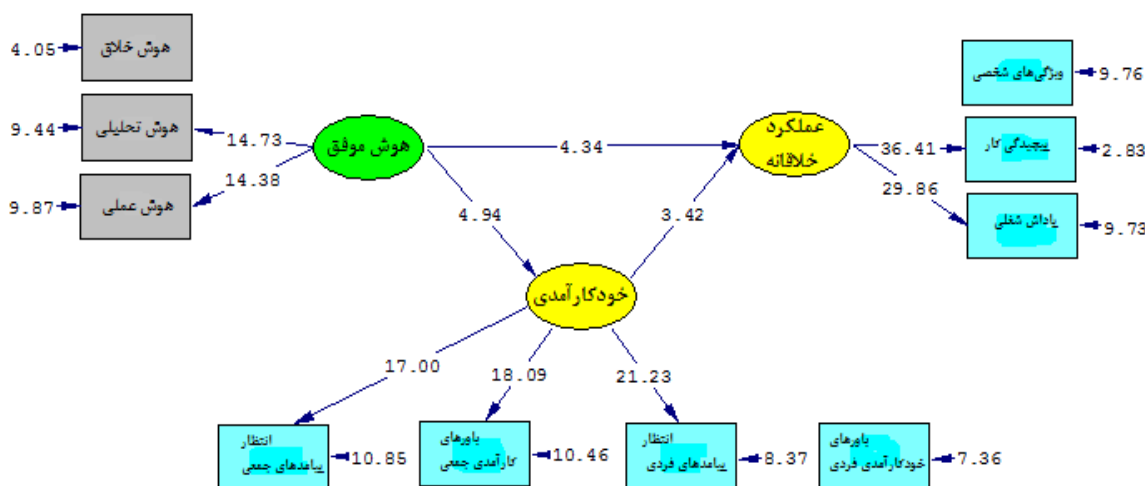 هوش خلاق
4.05
هوش تحلیلی
9.44
هوش عملی
9.87
14.73
14.38
هوش موفق
4.34
4.94
3.42
عملکرد
خلاقانه
36.41
29.86
ویژگی‌های شخصی
9.76
پیچیدگی کار
2.83
پاداش شغلی
9.73
خودکارآمدی
17.00
18.09
21.23
انتظار
پیامدهای جمعی
10.85
باورهای
کارآمدی جمعی
10.46
انتظار
پیامدهای فردی
8.37
باورهای
خودکارآمدی فردی
7.36